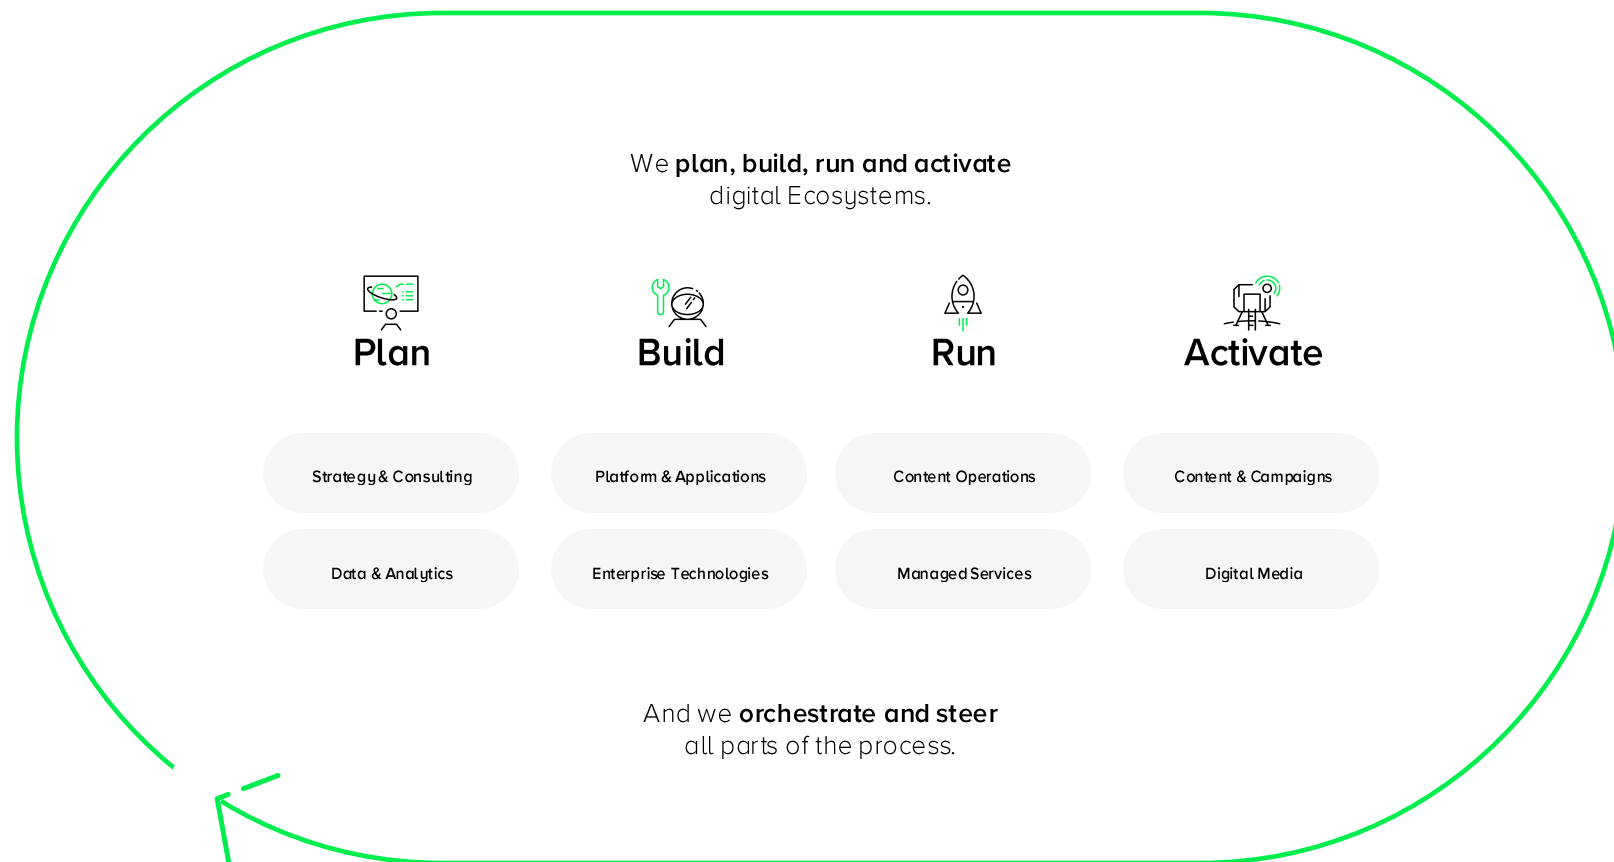 We plan, build, run and activate
digital Ecosystems.
Plan
Build
Run
Activate
Strategy & Consulting
Platform & Applications
Content Operations
Content & Campaigns
Data & Analytics
Enterprise Technologies
Managed Services
Digital Media
And we orchestrate and steer
all parts of the process.